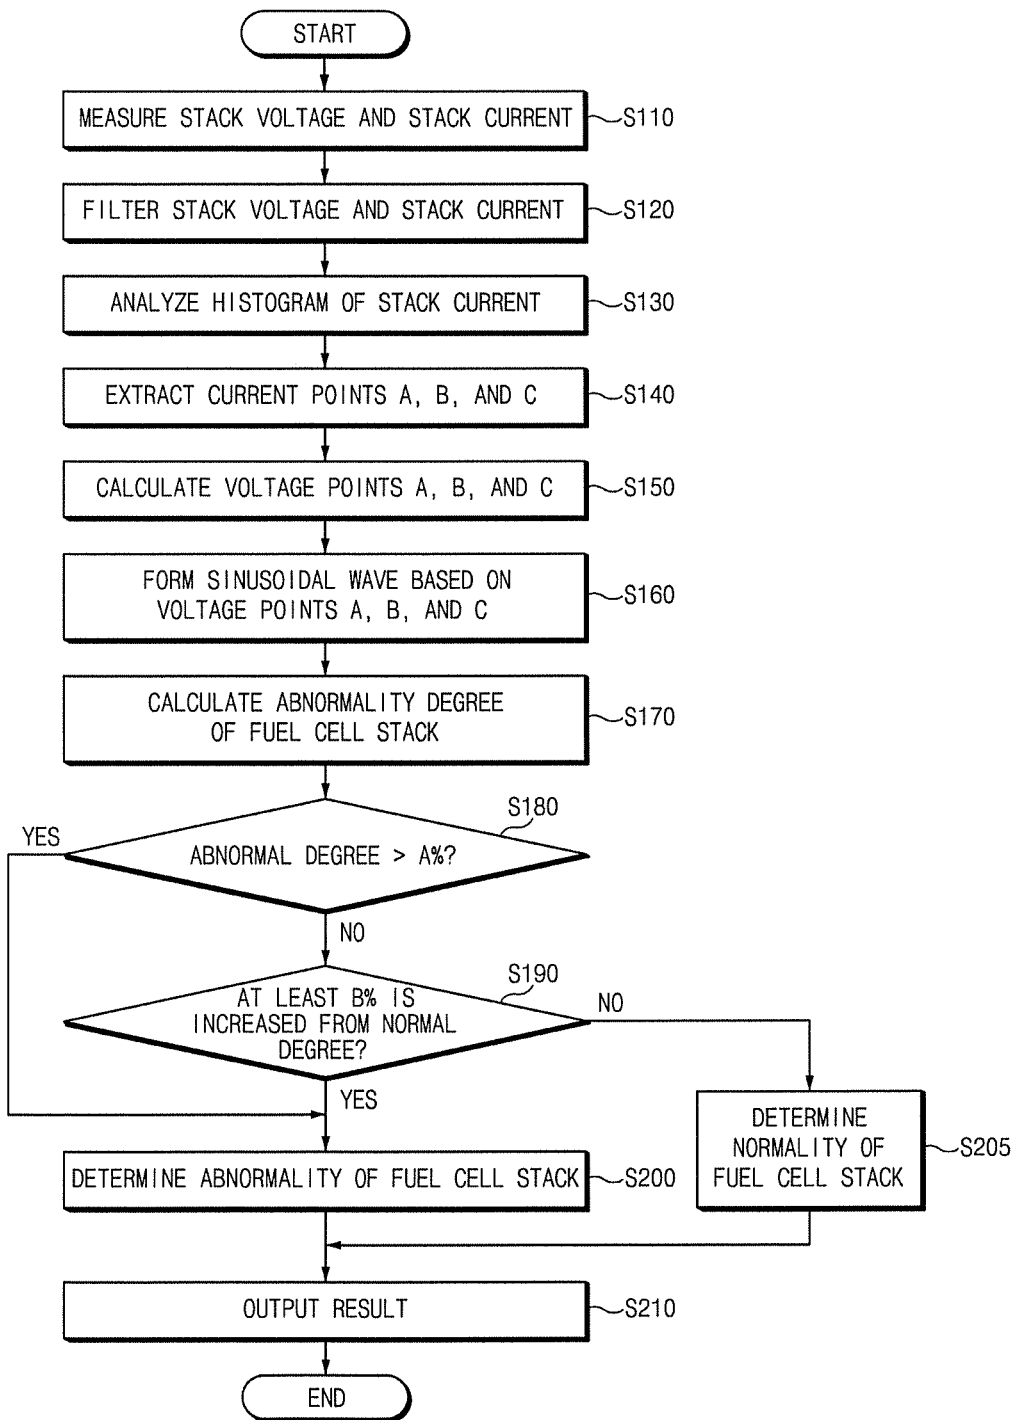 START
MEASURE STACK VOLTAGE AND STACK CURRENT
S110
FILTER STACK VOLTAGE AND STACK CURRENT
S120
ANALYZE HISTOGRAM OF STACK CURRENT
S130
EXTRACT CURRENT POINTS A, B, AND C
S140
CALCULATE VOLTAGE POINTS A, B, AND C
S150
FORM SINUSOIDAL WAVE BASED ON
VOLTAGE POINTS A, B, AND C
S160
CALCULATE ABNORMALITY DEGREE
OF FUEL CELL STACK
S170
S180
YES
ABNORMAL DEGREE > A%?
NO
S190
AT LEAST B% IS
INCREASED FROM NORMAL
DEGREE?
NO
YES
DETERMINE
NORMALITY OF
FUEL CELL STACK
S205
DETERMINE ABNORMALITY OF FUEL CELL STACK
S200
OUTPUT RESULT
S210
END